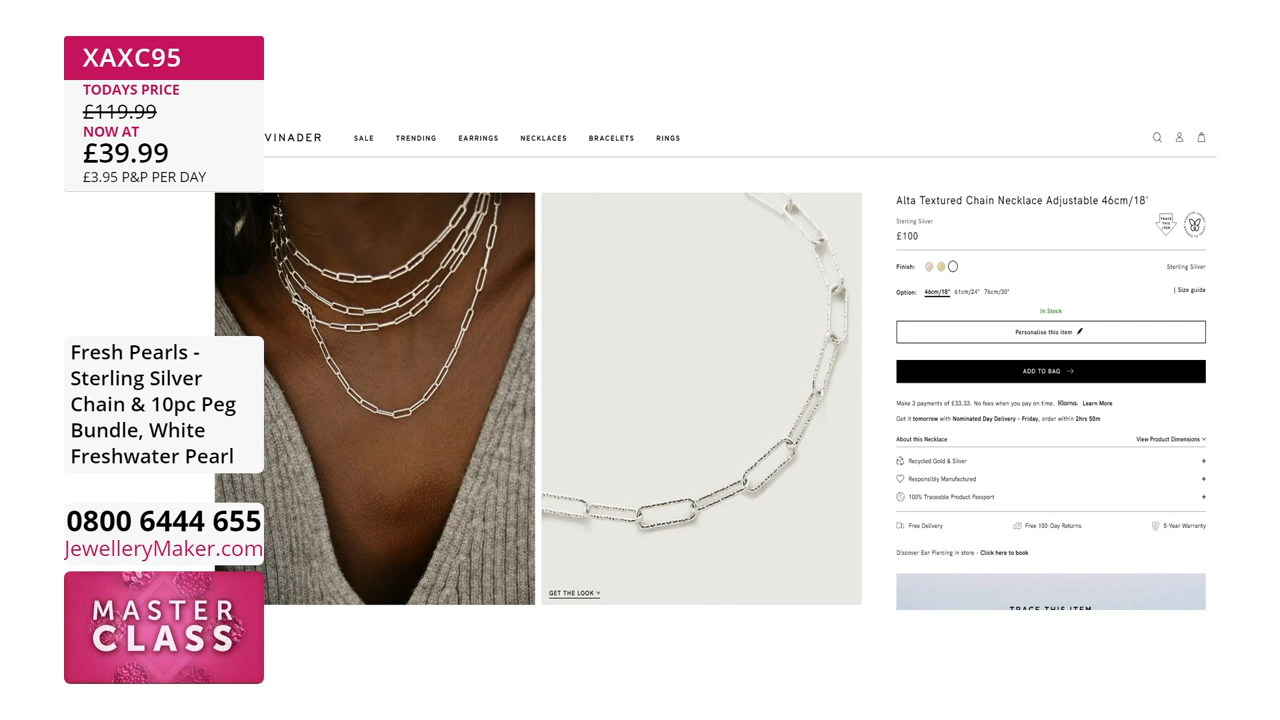 XAXC95
TODAYS PRICE
£119.99
NOW AT
£39.99
£3.95 P&P PER DAY
VINADER
SALE
TRENDING
EARRINGS
NECKLACES
BRACELETS
RINGS
Alta Textured Chain Necklace Adjustable 46cm/18'
Sterling Silver
£100
Finish:
Sterling Silver
Option: 46cm/18" 61cm/24" 76cm/30"
| Size guide
In Stock
Personalise this item
ADD TO BAG
Make 3 payments of £33.33. No fees when you pay on time. Klarna. Learn More
Get it tomorrow with Nominated Day Delivery - Friday, order within 2hrs 50m
About this Necklace
View Product Dimensions
Recycled Gold & Silver +
Responsibly Manufactured +
100% Traceable Product Passport +
Free Delivery
Free 100-Day Returns
5-Year Warranty
Discover Ear Piercing in store - Click here to book
TRACE THIS ITEM
GET THE LOOK
Fresh Pearls -
Sterling Silver
Chain & 10pc Peg
Bundle, White
Freshwater Pearl
0800 6444 655
JewelleryMaker.com
MASTER
CLASS